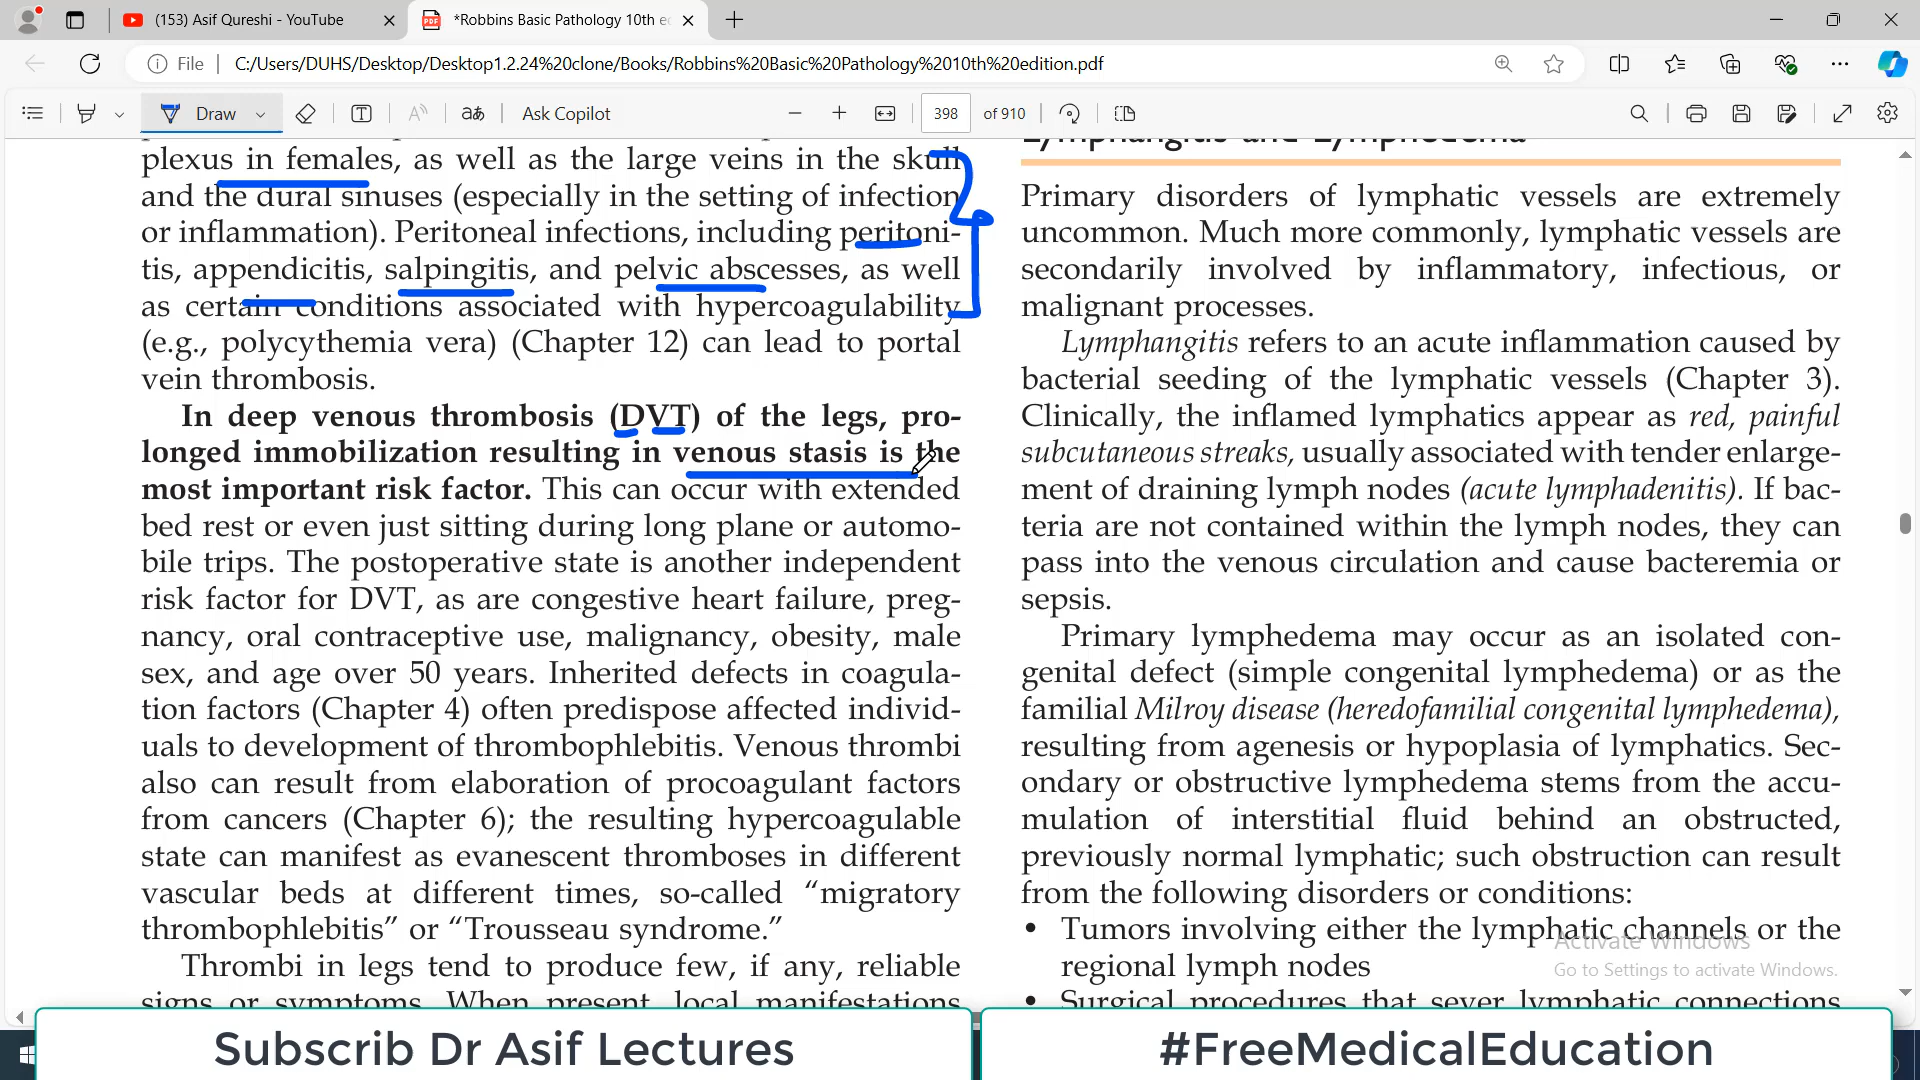 (153) Asif Qureshi - YouTube
*Robbins Basic Pathology 10th ed
File
C:/Users/DUHS/Desktop/Desktop1.2.24%20clone/Books/Robbins%20Basic%20Pathology%2010th%20edition.pdf
Draw
Ask Copilot
398 of 910
plexus in females, as well as the large veins in the skull
and the dural sinuses (especially in the setting of infection
or inflammation). Peritoneal infections, including peritoni-
tis, appendicitis, salpingitis, and pelvic abscesses, as well
as certain conditions associated with hypercoagulability
(e.g., polycythemia vera) (Chapter 12) can lead to portal
vein thrombosis.
In deep venous thrombosis (DVT) of the legs, pro-
longed immobilization resulting in venous stasis is the
most important risk factor. This can occur with extended
bed rest or even just sitting during long plane or automo-
bile trips. The postoperative state is another independent
risk factor for DVT, as are congestive heart failure, preg-
nancy, oral contraceptive use, malignancy, obesity, male
sex, and age over 50 years. Inherited defects in coagula-
tion factors (Chapter 4) often predispose affected individ-
uals to development of thrombophlebitis. Venous thrombi
also can result from elaboration of procoagulant factors
from cancers (Chapter 6); the resulting hypercoagulable
state can manifest as evanescent thromboses in different
vascular beds at different times, so-called “migratory
thrombophlebitis” or “Trousseau syndrome.”
Thrombi in legs tend to produce few, if any, reliable
signs or symptoms. When present, local manifestations
Lymphangitis and Lymphedema
Primary disorders of lymphatic vessels are extremely
uncommon. Much more commonly, lymphatic vessels are
secondarily involved by inflammatory, infectious, or
malignant processes.
Lymphangitis refers to an acute inflammation caused by
bacterial seeding of the lymphatic vessels (Chapter 3).
Clinically, the inflamed lymphatics appear as red, painful
subcutaneous streaks, usually associated with tender enlarge-
ment of draining lymph nodes (acute lymphadenitis). If bac-
teria are not contained within the lymph nodes, they can
pass into the venous circulation and cause bacteremia or
sepsis.
Primary lymphedema may occur as an isolated con-
genital defect (simple congenital lymphedema) or as the
familial Milroy disease (heredofamilial congenital lymphedema),
resulting from agenesis or hypoplasia of lymphatics. Sec-
ondary or obstructive lymphedema stems from the accu-
mulation of interstitial fluid behind an obstructed,
previously normal lymphatic; such obstruction can result
from the following disorders or conditions:
• Tumors involving either the lymphatic channels or the
regional lymph nodes
• Surgical procedures that sever lymphatic connections
Activate Windows
Go to Settings to activate Windows.
Subscrib Dr Asif Lectures
#FreeMedicalEducation